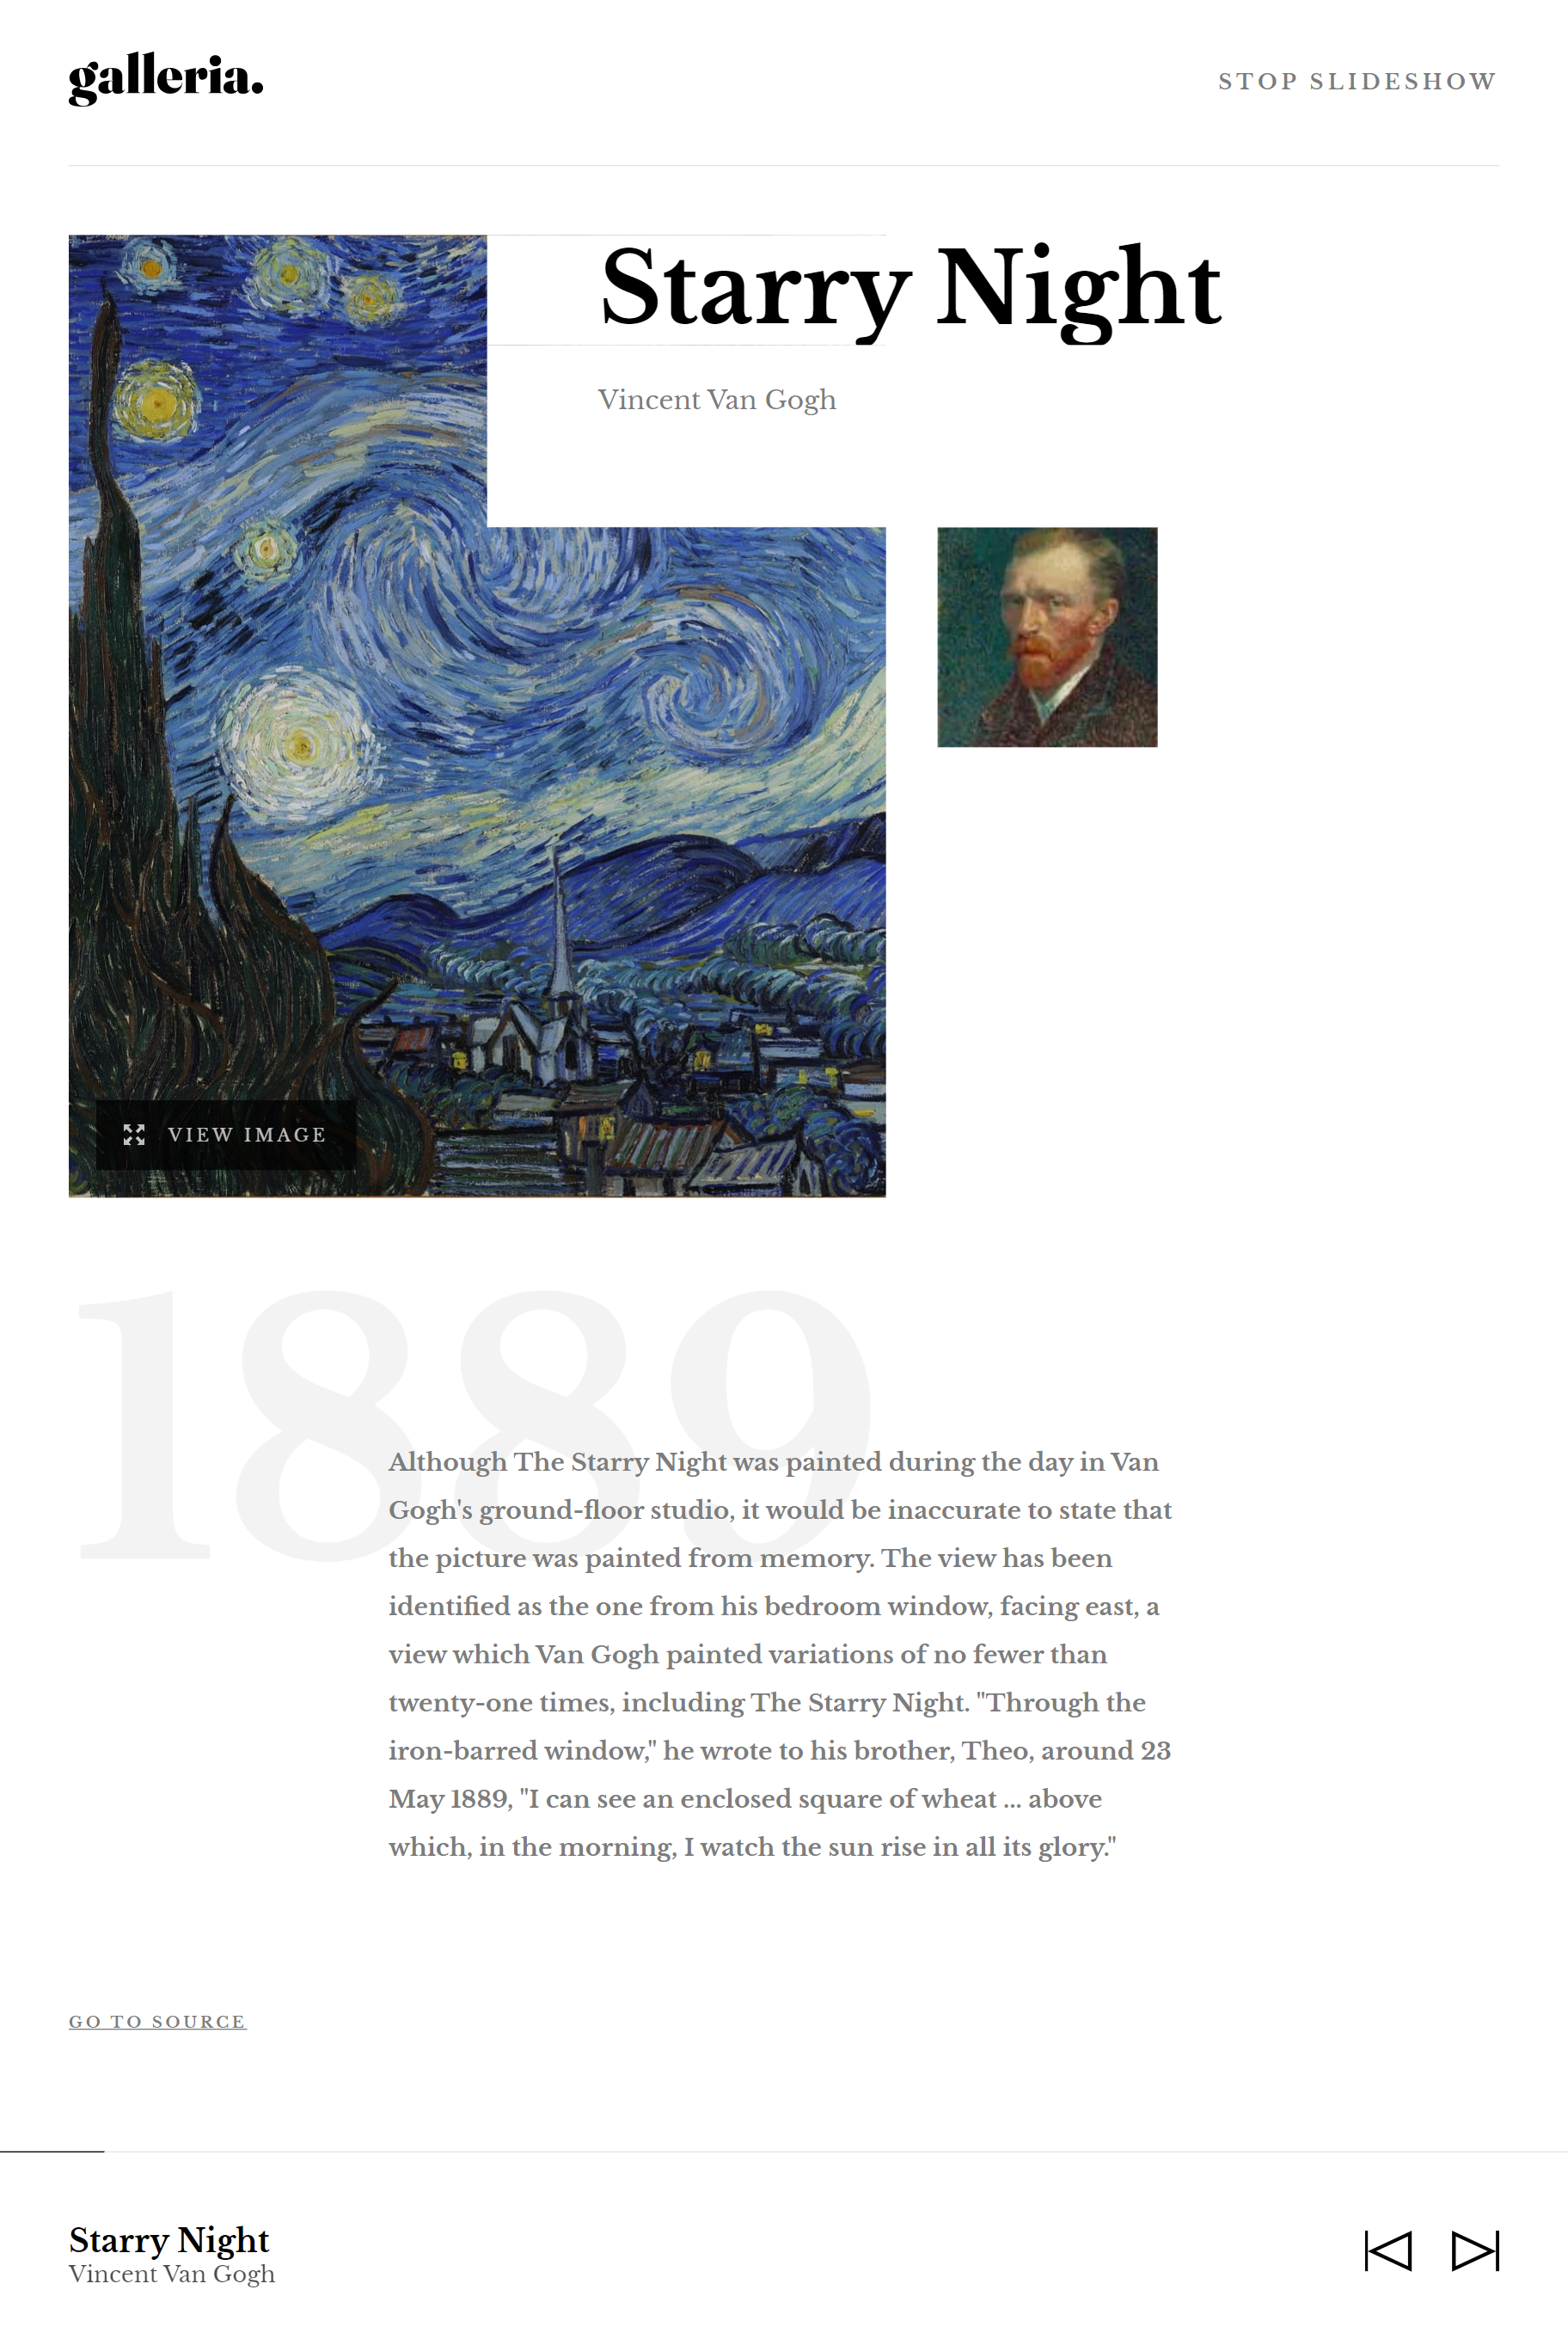 galleria.
STOP SLIDESHOW
Starry Night
Vincent Van Gogh
VIEW IMAGE
1889
Although The Starry Night was painted during the day in Van
Gogh's ground-floor studio, it would be inaccurate to state that
the picture was painted from memory. The view has been
identified as the one from his bedroom window, facing east, a
view which Van Gogh painted variations of no fewer than
twenty-one times, including The Starry Night. "Through the
iron-barred window," he wrote to his brother, Theo, around 23
May 1889, "I can see an enclosed square of wheat ... above
which, in the morning, I watch the sun rise in all its glory."
GO TO SOURCE
Starry Night
Vincent Van Gogh